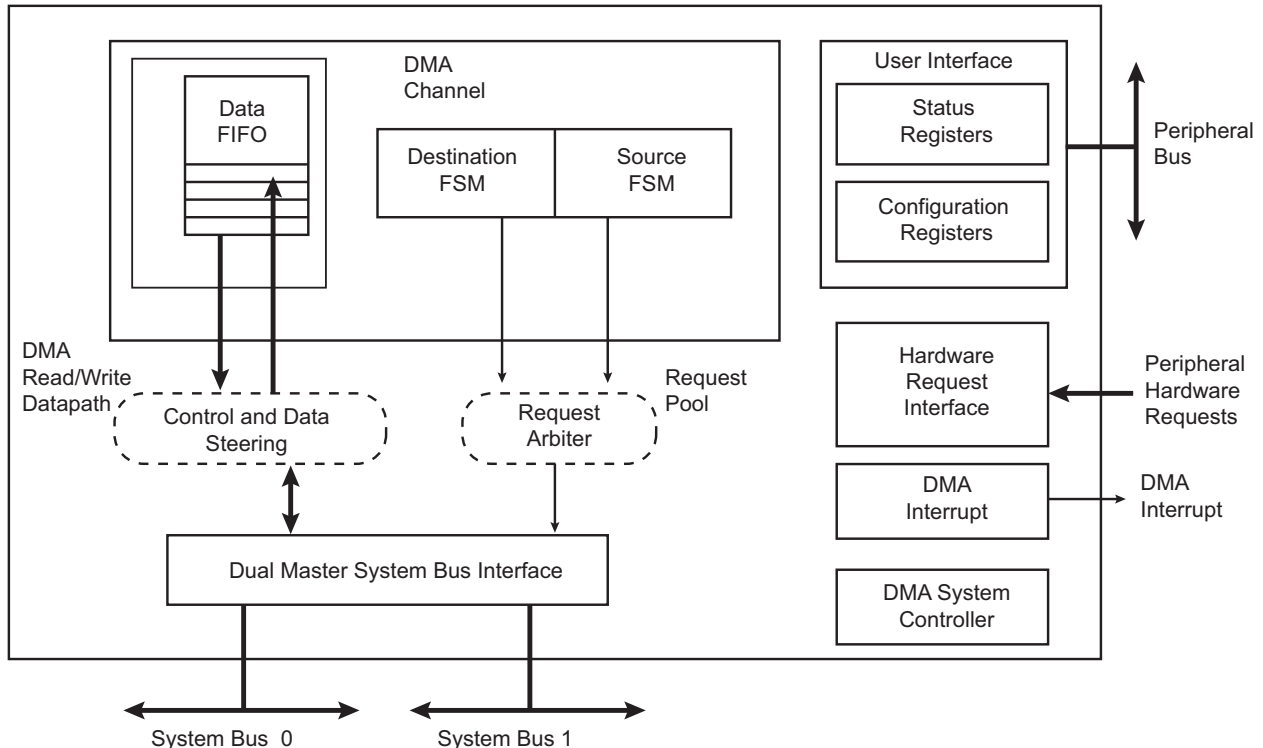 DMA
Channel
Data
FIFO
Destination
FSM
Source
FSM
User Interface
Status
Registers
Configuration
Registers
Peripheral
Bus
DMA
Read/Write
Datapath
Control and Data
Steering
Request
Arbiter
Request
Pool
Hardware
Request
Interface
Peripheral
Hardware
Requests
DMA
Interrupt
DMA
Interrupt
Dual Master System Bus Interface
DMA System
Controller
System Bus 0
System Bus 1